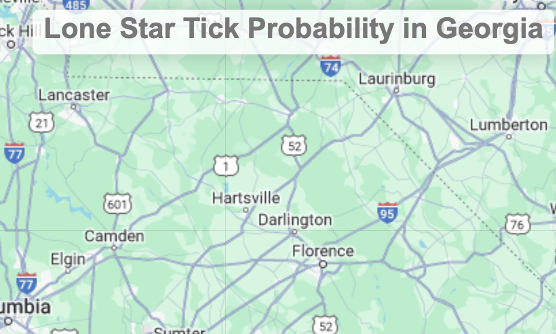 485
Lone Star Tick Probability in Georgia
74
Laurinburg
Lancaster
21
Lumberton
52
77
1
Hartsville
601
95
Darlington
76
Camden
Florence
Elgin
77
52